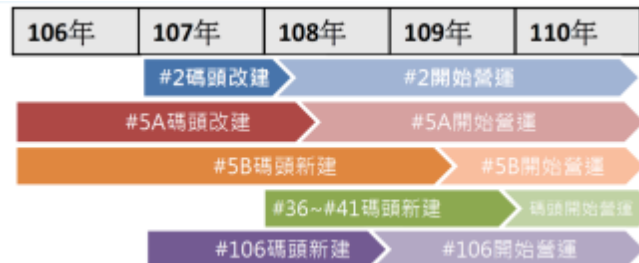 106年 107年 108年 109年 110年
#2碼頭改建 #2開始營運
#5A碼頭改建 #5A開始營運
#5B碼頭新建 #5B開始營運
#36~#41碼頭新建 碼頭開始營運
#106碼頭新建 #106開始營運